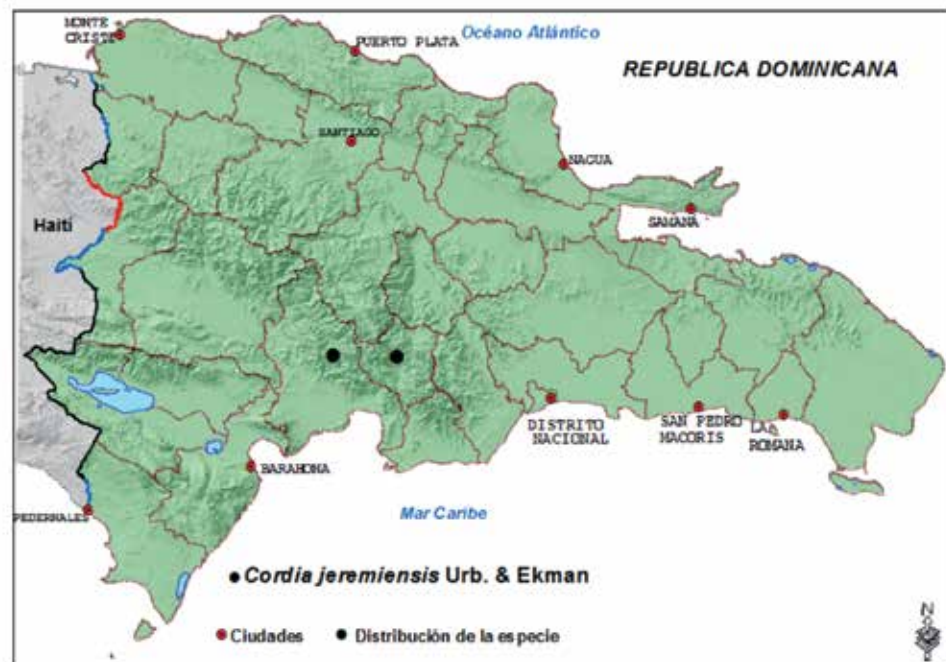 MONTE
CRISTI
PUERTO PLATA
Océano Atlántico
REPUBLICA DOMINICANA
SANTIAGO
NAGUA
SAMANA
Haití
DISTRITO
NACIONAL
SAN PEDRO
MACORIS
LA
ROMANA
BARAHONA
PEDERNALES
Mar Caribe
Cordia jeremiensis Urb. & Ekman
Ciudades
Distribución de la especie
N